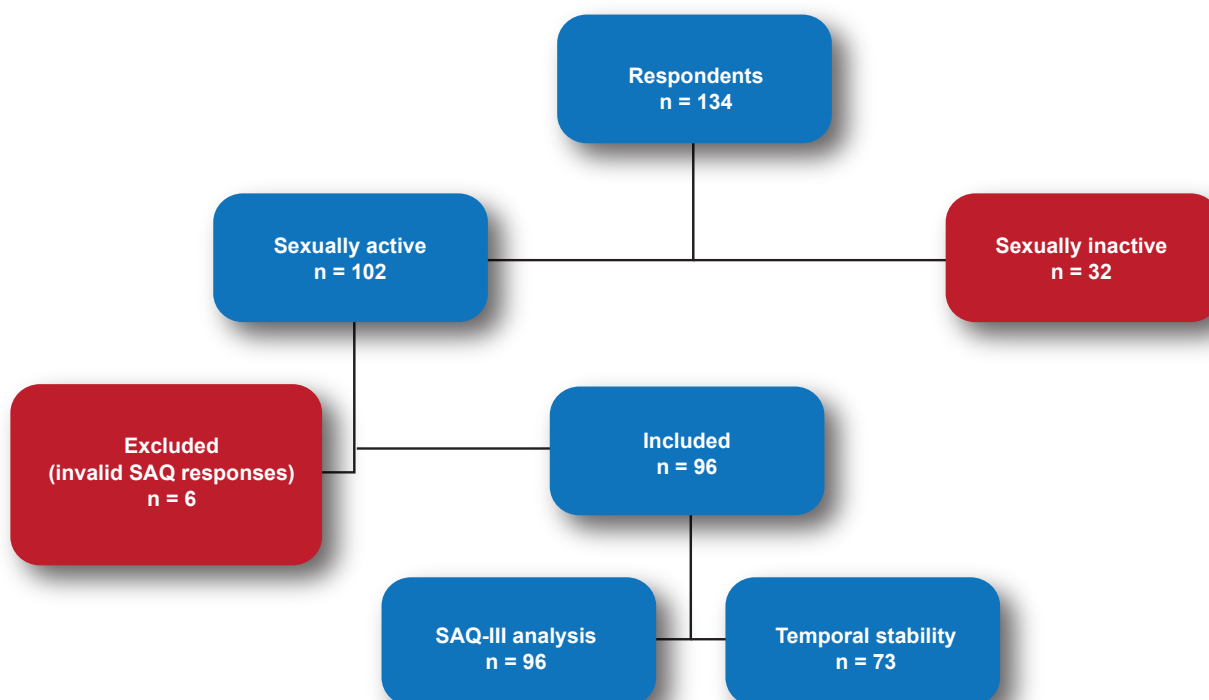 Respondents
n = 134
Sexually active
n = 102
Sexually inactive
n = 32
Excluded
(invalid SAQ responses)
n = 6
Included
n = 96
SAQ-III analysis
n = 96
Temporal stability
n = 73